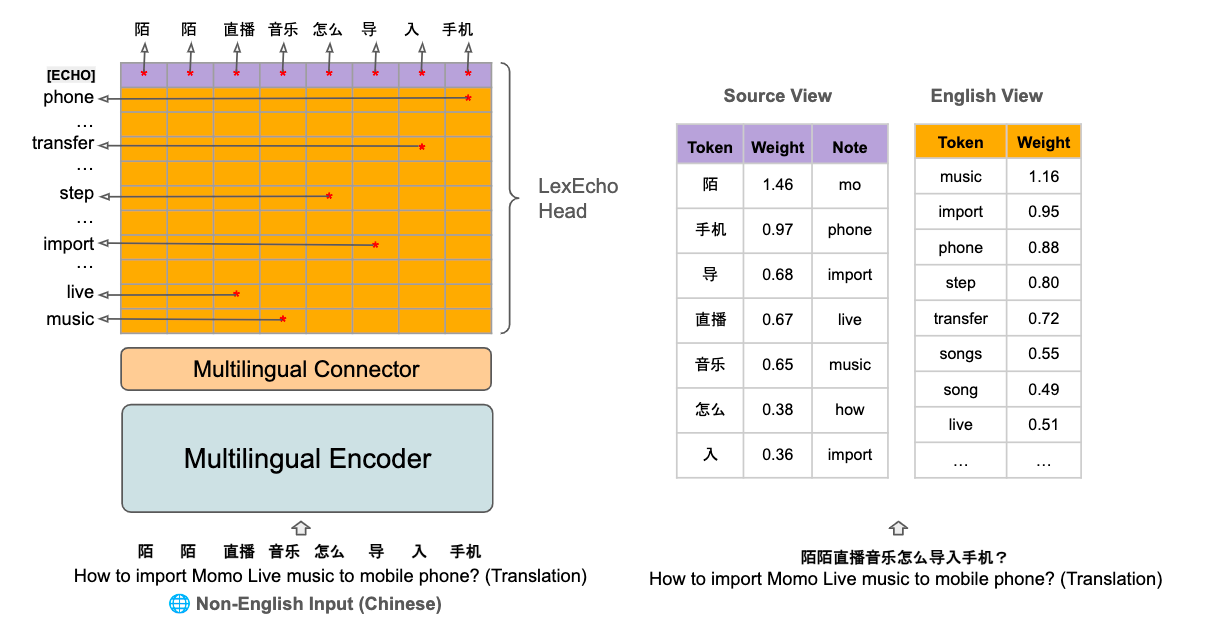 陌 陌 直播 音乐 怎么 导 入 手机
[ECHO] * * * * * * * *
phone *
...
transfer *
...
step *
...
import *
...
live *
music *
LexEcho
Head
Multilingual Connector
Multilingual Encoder
陌 陌 直播 音乐 怎么 导 入 手机
How to import Momo Live music to mobile phone? (Translation)
🌐 Non-English Input (Chinese)
Source View
Token Weight Note
陌 1.46 mo
手机 0.97 phone
导 0.68 import
直播 0.67 live
音乐 0.65 music
怎么 0.38 how
入 0.36 import
English View
Token Weight
music 1.16
import 0.95
phone 0.88
step 0.80
transfer 0.72
songs 0.55
song 0.49
live 0.51
... ...
陌陌直播音乐怎么导入手机？
How to import Momo Live music to mobile phone? (Translation)